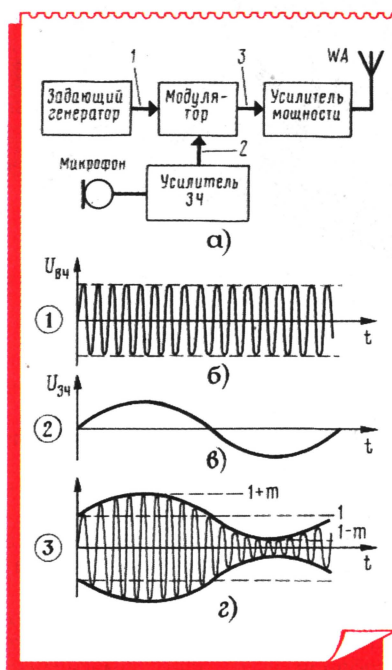 WA
1
3
Задающий
генератор
Модуля-
тор
Усилитель
мощности
2
Микрофон
Усилитель
ЗЧ
а)
Uвч
1
t
б)
Uзч
2
t
в)
1+m
1
1-m
3
t
г)